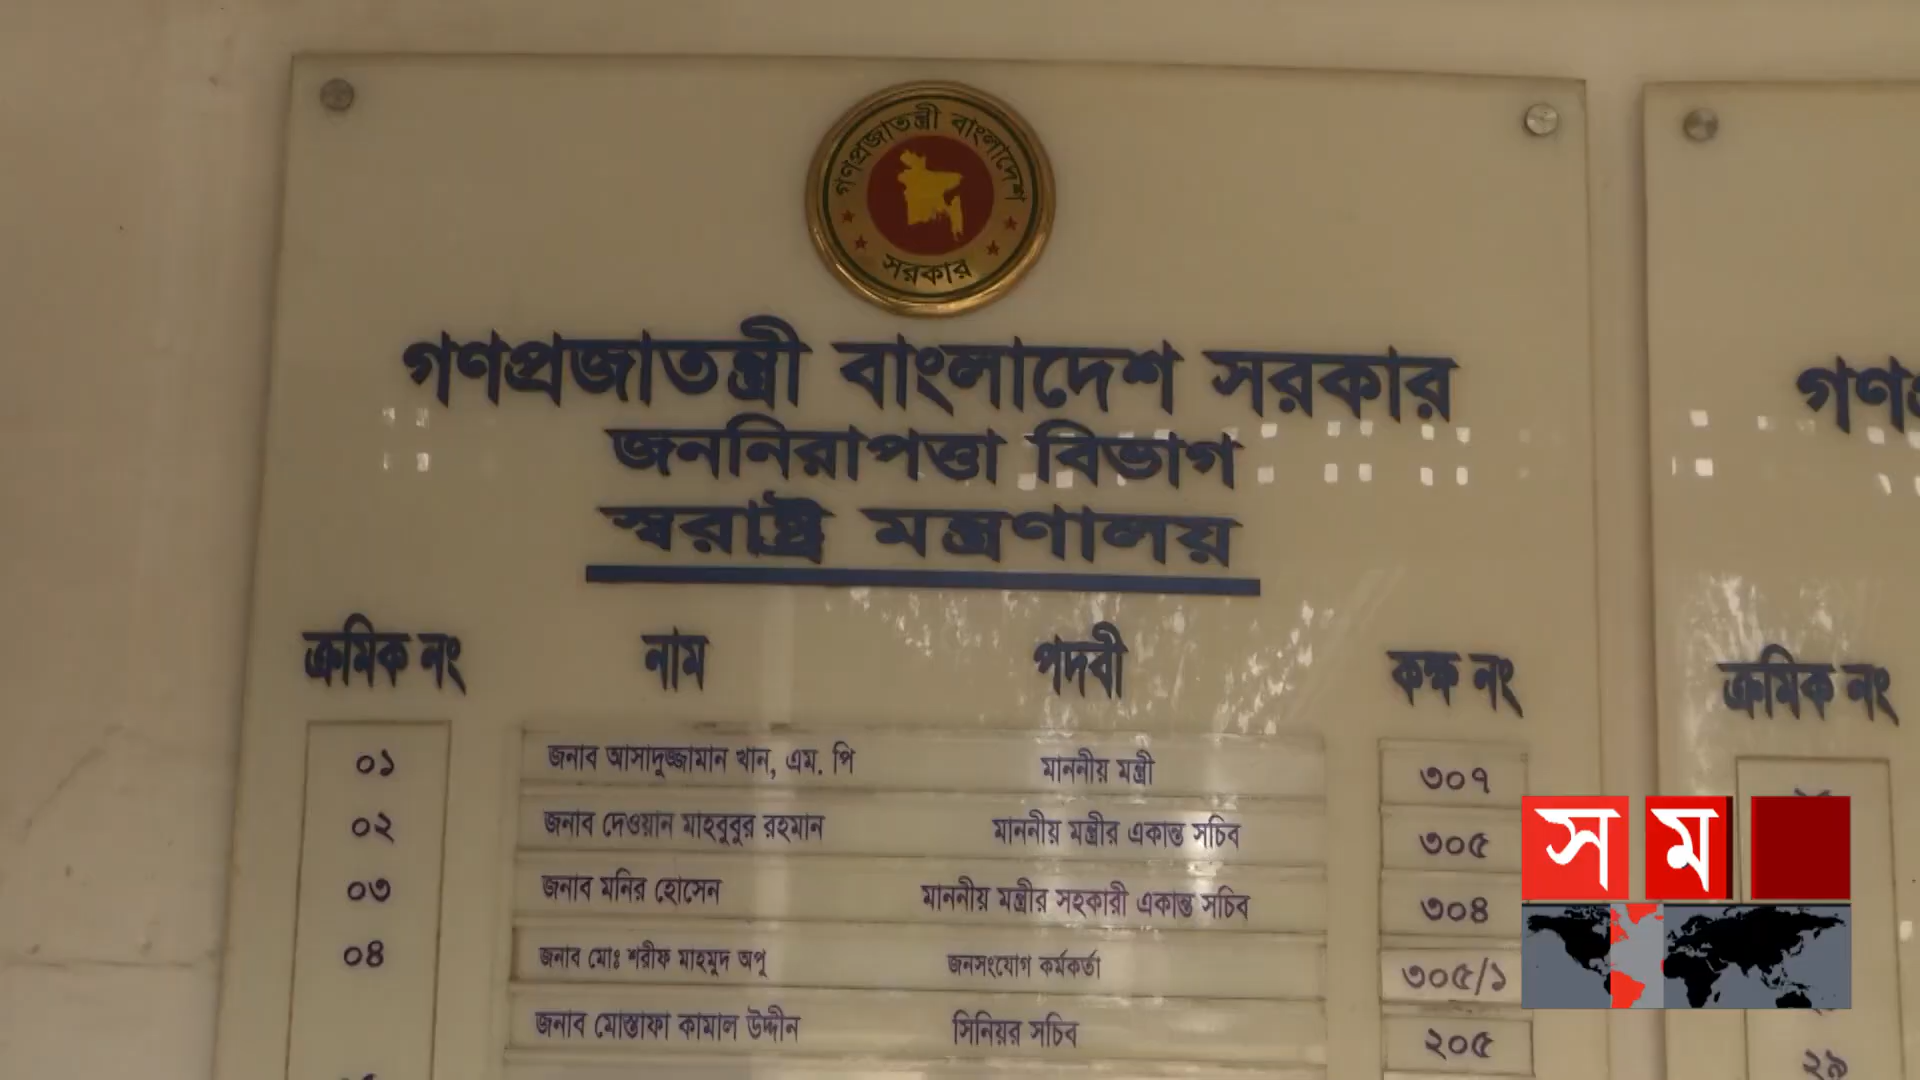 গণপ্রজাতন্ত্রী বাংলাদেশ
সরকার
গণপ্রজাতন্ত্রী বাংলাদেশ সরকার
জননিরাপত্তা বিভাগ
স্বরাষ্ট্র মন্ত্রণালয়
ক্রমিক নং নাম পদবী কক্ষ নং
০১ জনাব আসাদুজ্জামান খান, এম. পি মাননীয় মন্ত্রী ৩০৭
০২ জনাব দেওয়ান মাহবুবুর রহমান মাননীয় মন্ত্রীর একান্ত সচিব ৩০৫
০৩ জনাব মনির হোসেন মাননীয় মন্ত্রীর সহকারী একান্ত সচিব ৩০৪
০৪ জনাব মোঃ শরীফ মাহমুদ অপু জনসংযোগ কর্মকর্তা ৩০৫/১
জনাব মোস্তাফা কামাল উদ্দীন সিনিয়র সচিব ২০৫
ক্রমিক নং
২৯
সম